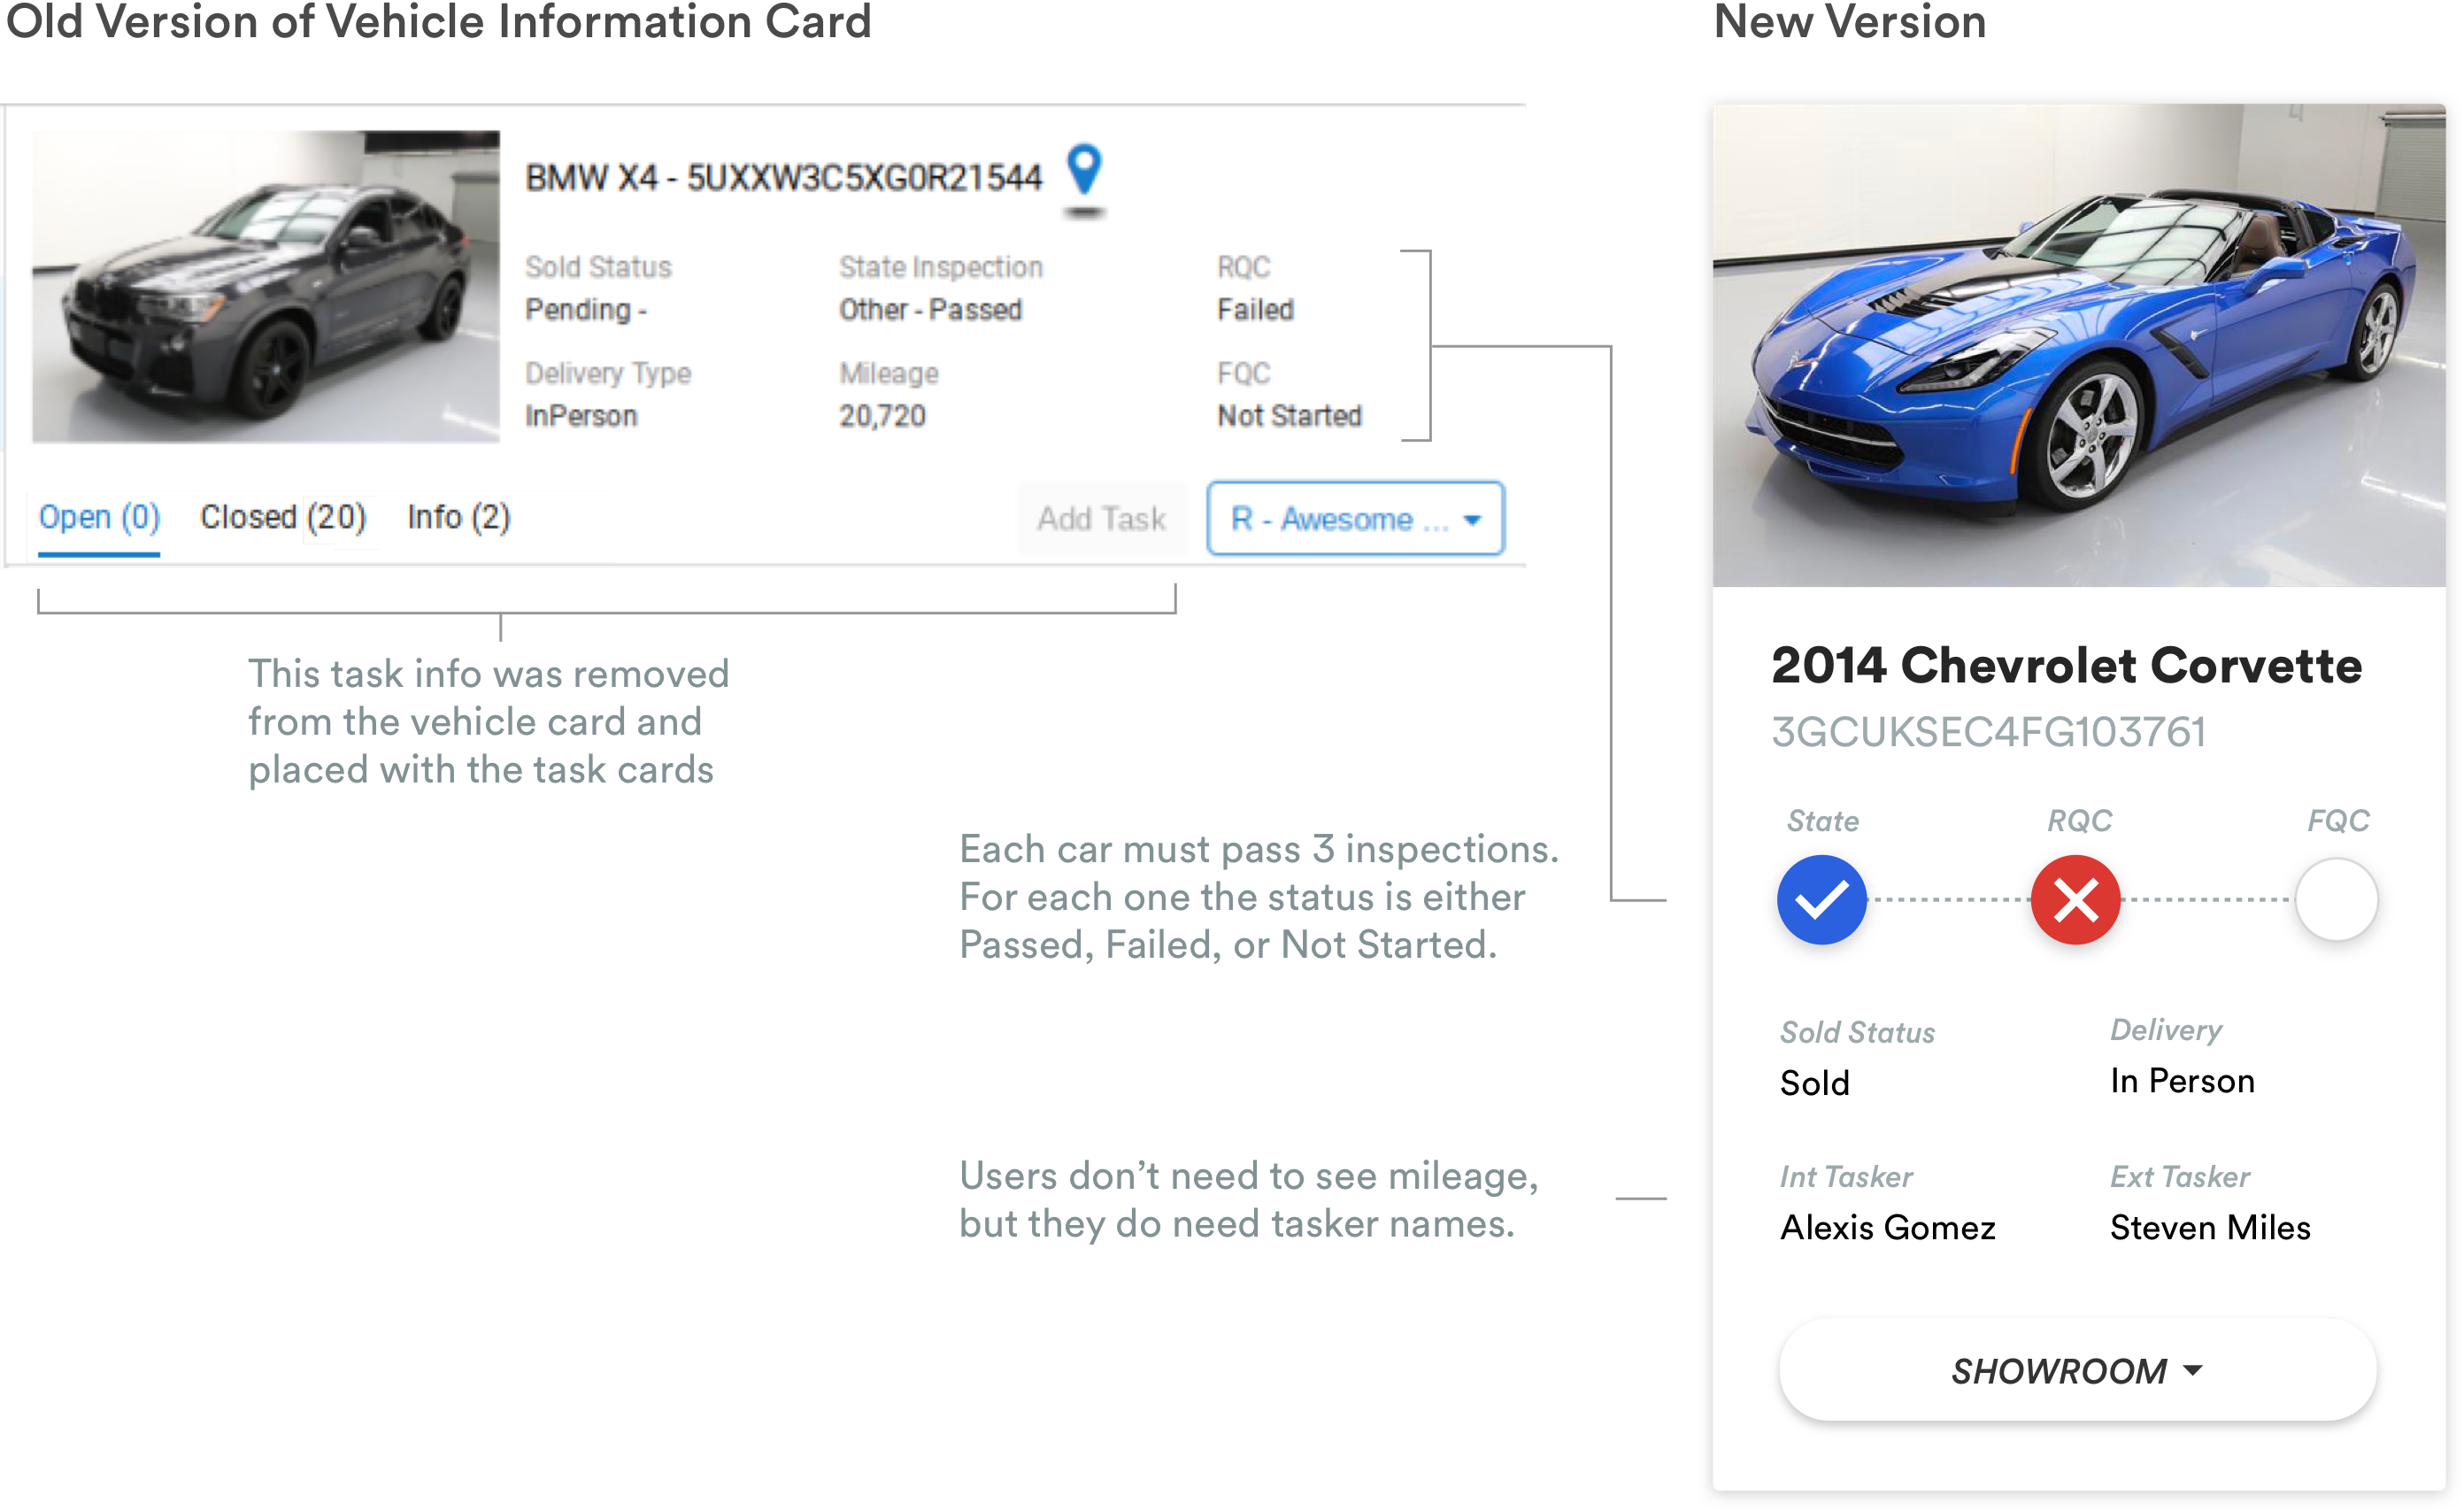 Old Version of Vehicle Information Card
New Version
BMW X4 - 5UXXW3C5XG0R21544
Sold Status
State Inspection
RQC
Pending -
Other - Passed
Failed
Delivery Type
Mileage
FQC
InPerson
20,720
Not Started
Open (0)
Closed (20)
Info (2)
Add Task
R - Awesome ...
This task info was removed
from the vehicle card and
placed with the task cards
Each car must pass 3 inspections.
For each one the status is either
Passed, Failed, or Not Started.
Users don’t need to see mileage,
but they do need tasker names.
2014 Chevrolet Corvette
3GCUKSEC4FG103761
State
RQC
FQC
Sold Status
Delivery
Sold
In Person
Int Tasker
Ext Tasker
Alexis Gomez
Steven Miles
SHOWROOM